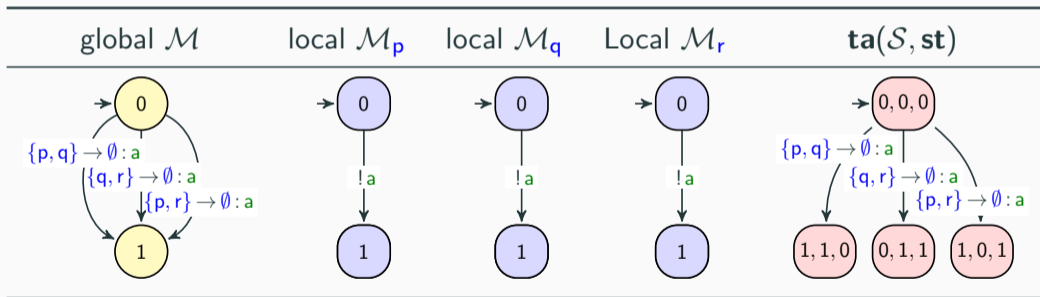 global ℳ local ℳp local ℳq Local ℳr ta(𝒮, st)
0 0 0 0 0,0,0
{p,q} → ∅ : a {p,q} → ∅ : a
{q,r} → ∅ : a !a !a !a {q,r} → ∅ : a
{p,r} → ∅ : a {p,r} → ∅ : a
1 1 1 1 1,1,0 0,1,1 1,0,1